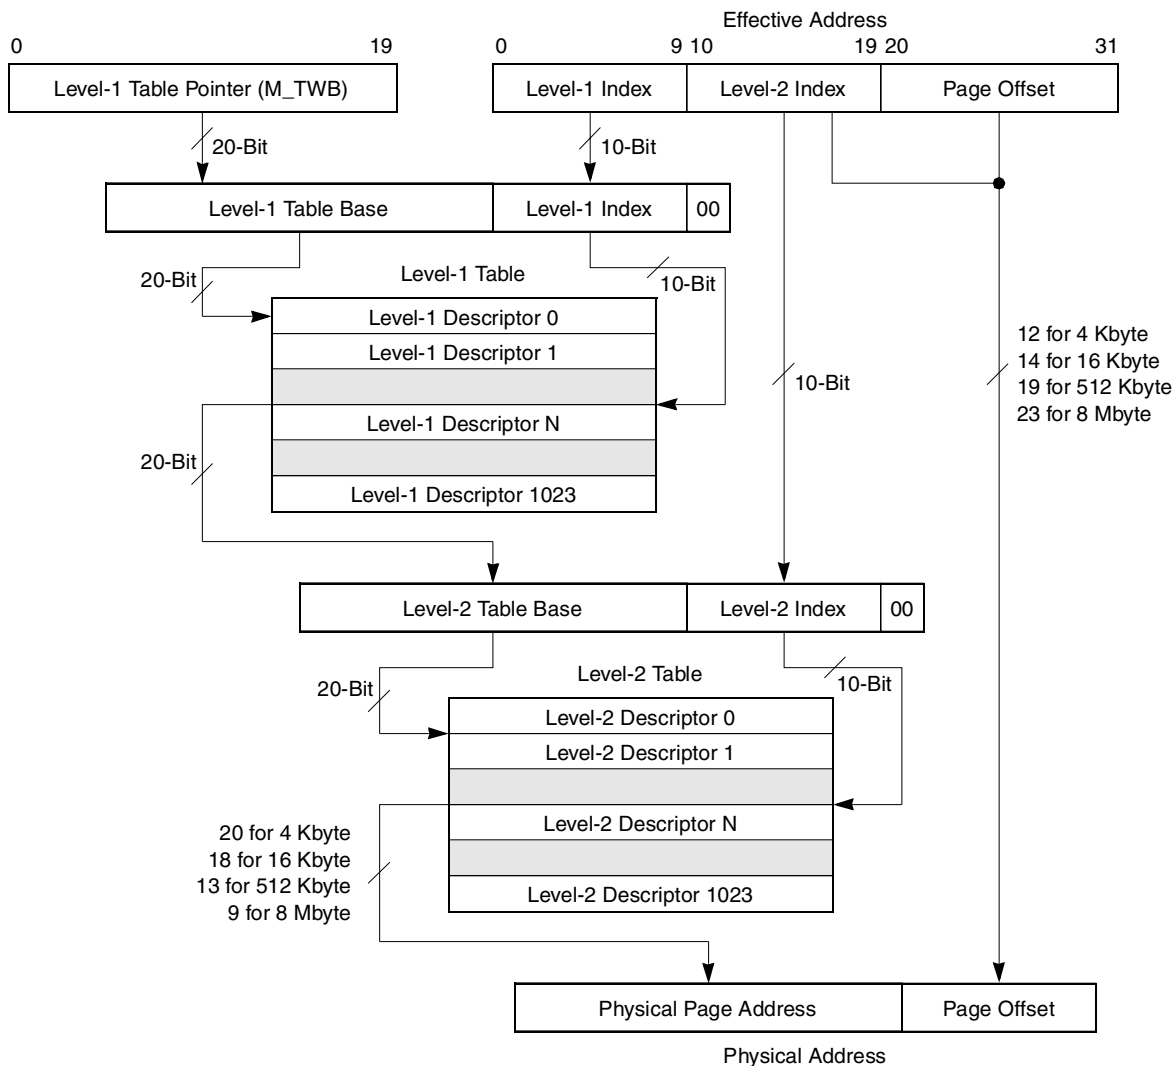 Effective Address
0 19 0 9 10 19 20 31
Level-1 Table Pointer (M_TWB) Level-1 Index Level-2 Index Page Offset
20-Bit 10-Bit
Level-1 Table Base Level-1 Index 00
20-Bit Level-1 Table 10-Bit
Level-1 Descriptor 0
Level-1 Descriptor 1
Level-1 Descriptor N
Level-1 Descriptor 1023
20-Bit
10-Bit
12 for 4 Kbyte
14 for 16 Kbyte
19 for 512 Kbyte
23 for 8 Mbyte
Level-2 Table Base Level-2 Index 00
20-Bit Level-2 Table 10-Bit
Level-2 Descriptor 0
Level-2 Descriptor 1
Level-2 Descriptor N
Level-2 Descriptor 1023
20 for 4 Kbyte
18 for 16 Kbyte
13 for 512 Kbyte
9 for 8 Mbyte
Physical Page Address Page Offset
Physical Address